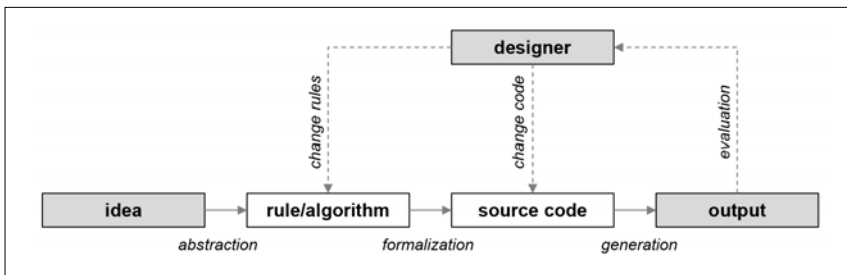 designer
change rules
change code
evaluation
idea
rule/algorithm
source code
output
abstraction
formalization
generation